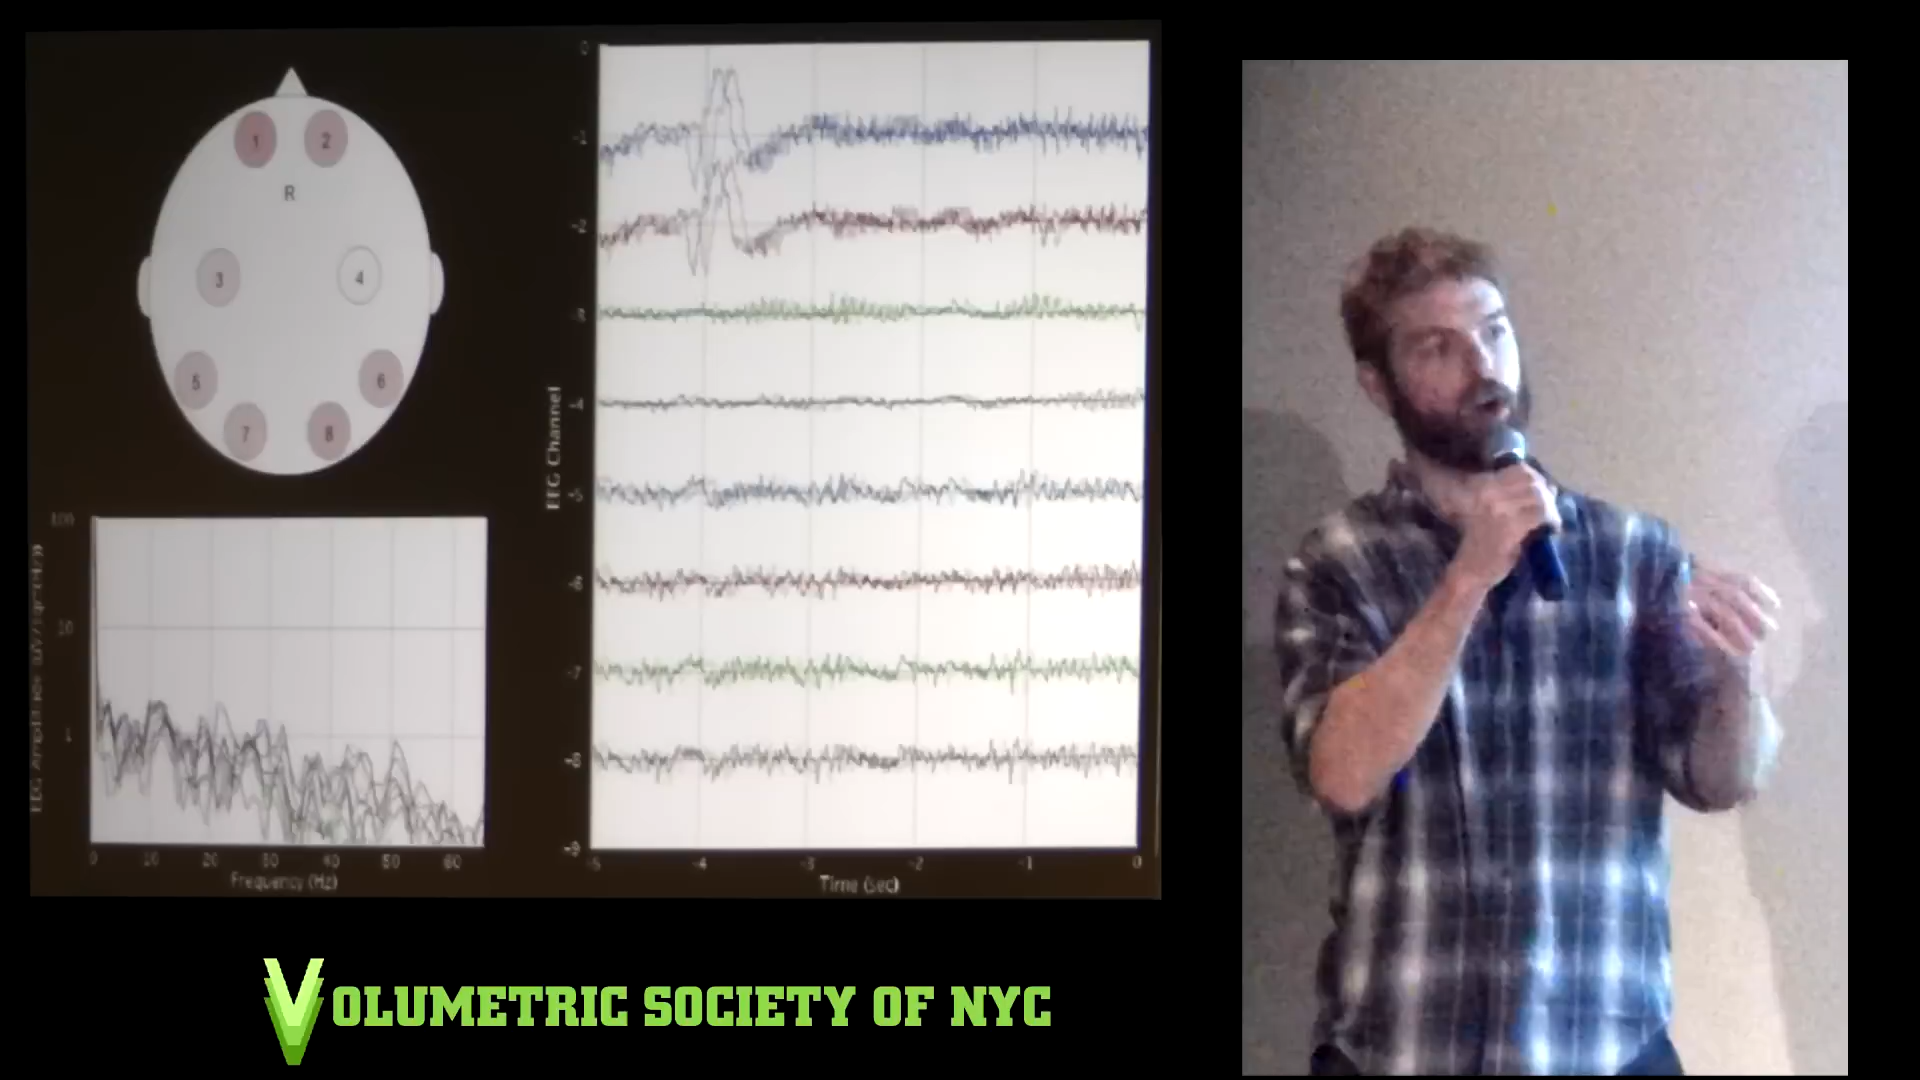 1 2
R
3 4
5 6
7 8
100
10
1
0 10 20 30 40 50 60
Frequency (Hz)
0
-1
-2
-3
-4
-5
-6
-7
-8
-9
EEG Channel
-5 -4 -3 -2 -1 0
Time (sec)
VOLUMETRIC SOCIETY OF NYC